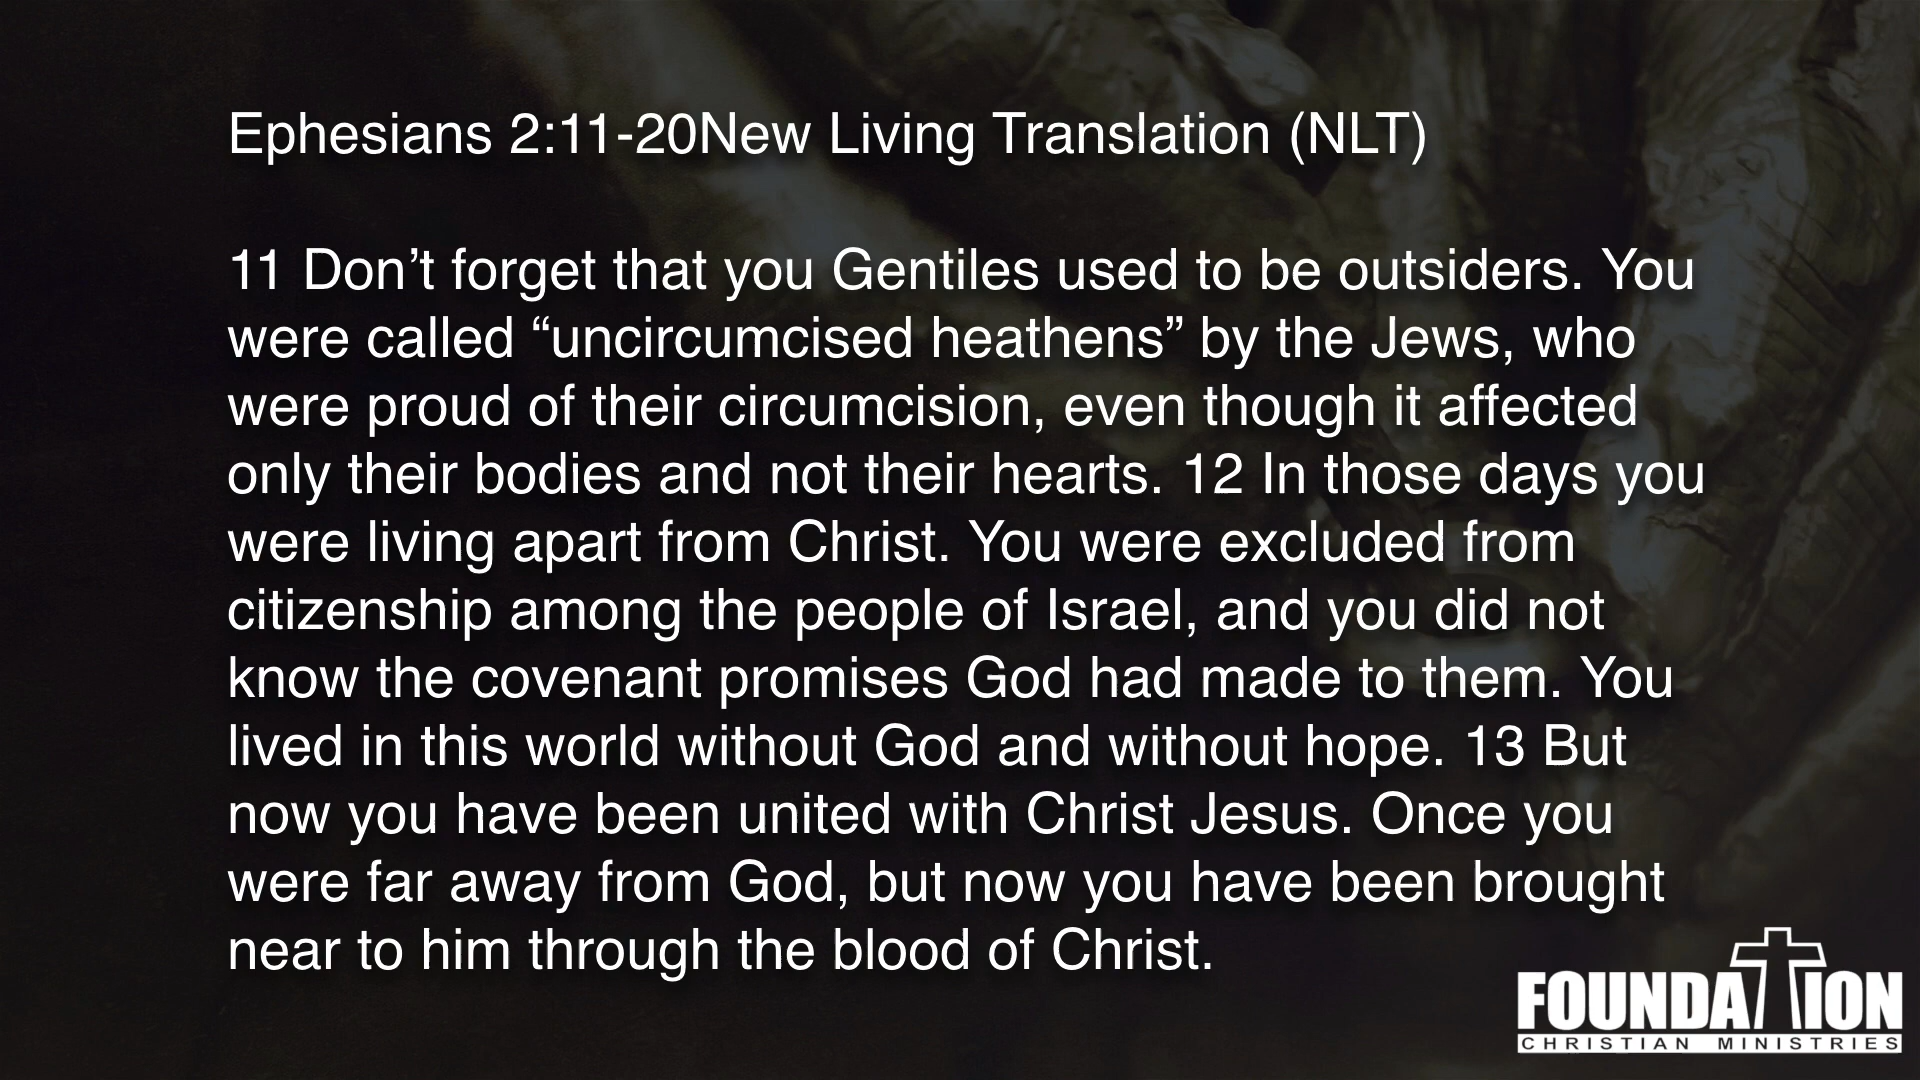 Ephesians 2:11-20New Living Translation (NLT)
11 Don’t forget that you Gentiles used to be outsiders. You
were called “uncircumcised heathens” by the Jews, who
were proud of their circumcision, even though it affected
only their bodies and not their hearts. 12 In those days you
were living apart from Christ. You were excluded from
citizenship among the people of Israel, and you did not
know the covenant promises God had made to them. You
lived in this world without God and without hope. 13 But
now you have been united with Christ Jesus. Once you
were far away from God, but now you have been brought
near to him through the blood of Christ.
FOUNDATION
CHRISTIAN MINISTRIES